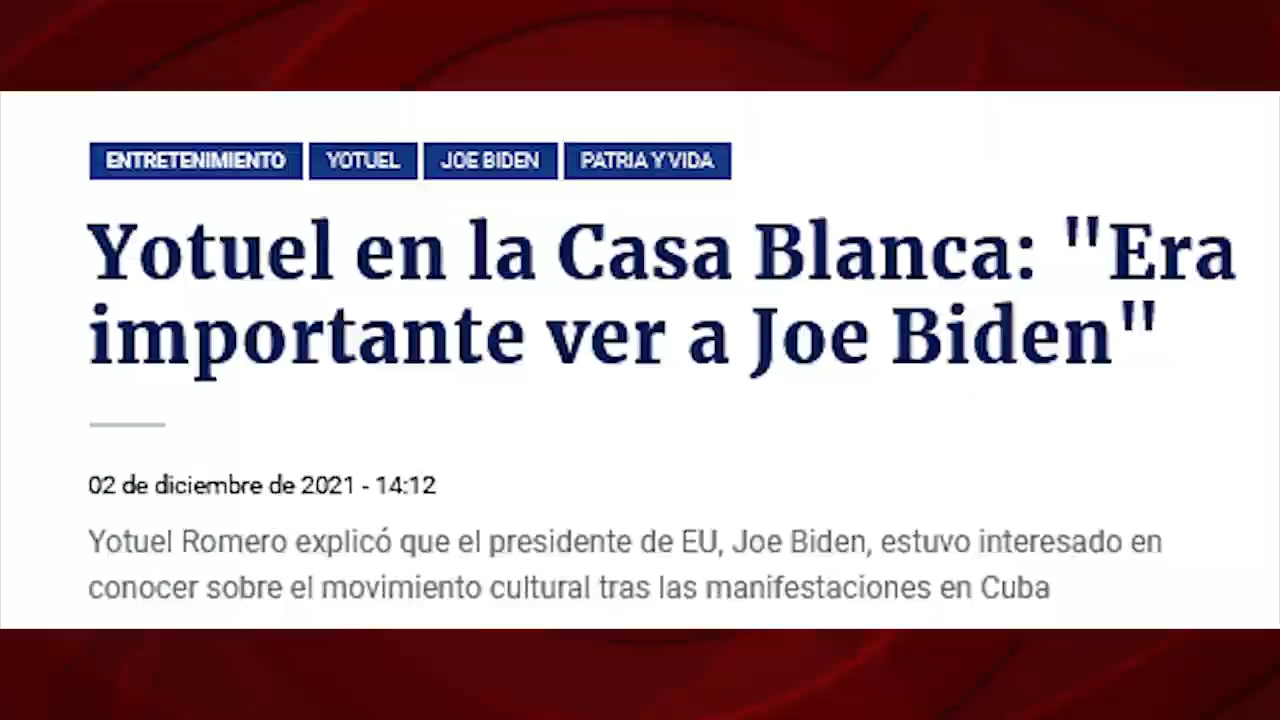 ENTRETENIMIENTO YOTUEL JOE BIDEN PATRIA Y VIDA
Yotuel en la Casa Blanca: "Era
importante ver a Joe Biden"
02 de diciembre de 2021 - 14:12
Yotuel Romero explicó que el presidente de EU, Joe Biden, estuvo interesado en
conocer sobre el movimiento cultural tras las manifestaciones en Cuba